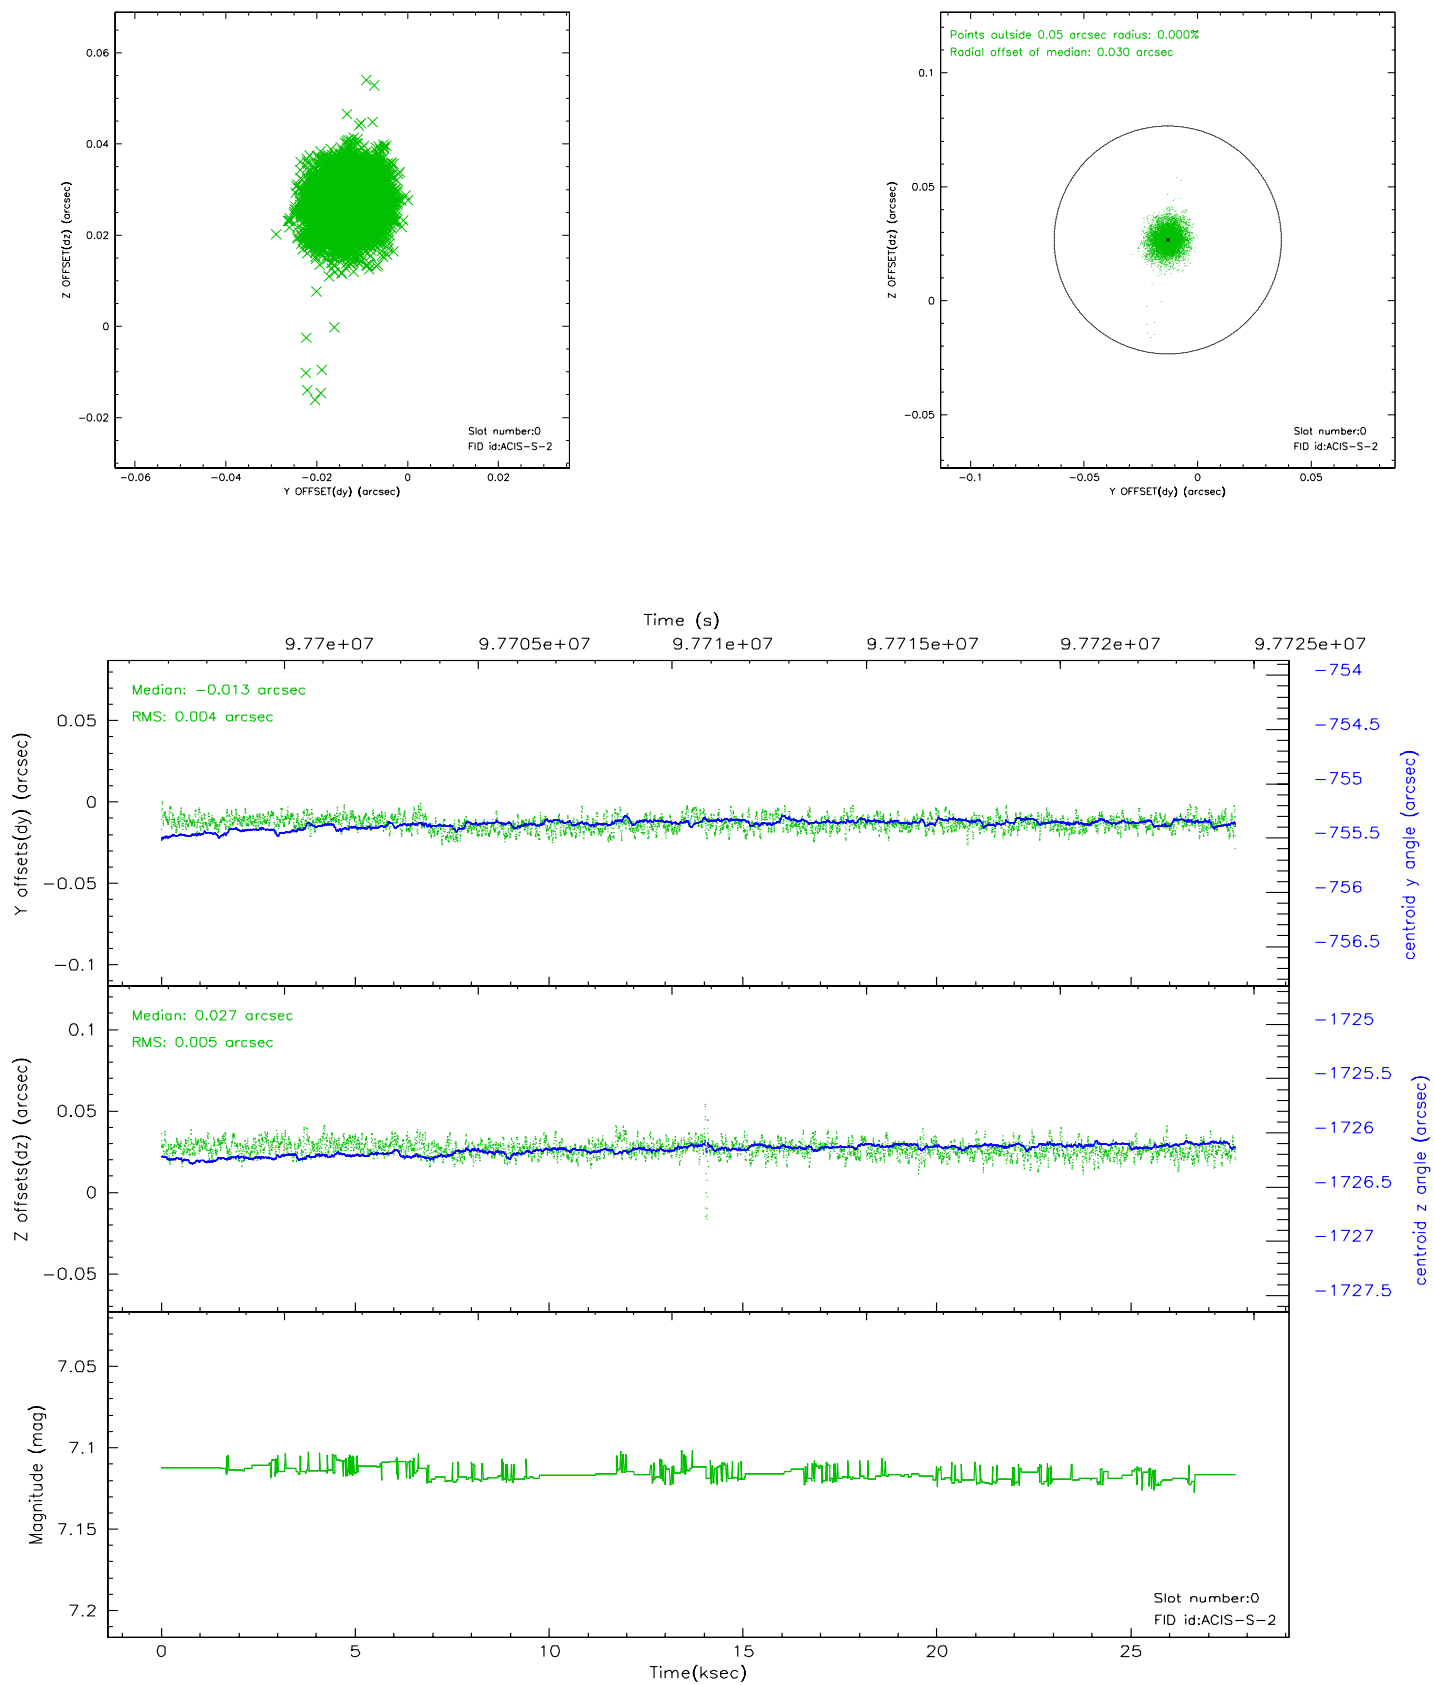 0.06
0.04
0.02
0
-0.02
Z OFFSET(dz) (arcsec)
Slot number:0
FID id:ACIS-S-2
-0.06 -0.04 -0.02 0 0.02
Y OFFSET(dy) (arcsec)
Points outside 0.05 arcsec radius: 0.000%
Radial offset of median: 0.030 arcsec
0.1
0.05
0
-0.05
Z OFFSET(dz) (arcsec)
Slot number:0
FID id:ACIS-S-2
-0.1 -0.05 0 0.05
Y OFFSET(dy) (arcsec)
Time (s)
9.77e+07 9.7705e+07 9.771e+07 9.7715e+07 9.772e+07 9.7725e+07
Median: -0.013 arcsec
RMS: 0.004 arcsec
0.05
0
-0.05
-0.1
Y offsets(dy) (arcsec)
-754
-754.5
-755
-755.5
-756
-756.5
centroid y angle (arcsec)
Median: 0.027 arcsec
RMS: 0.005 arcsec
0.1
0.05
0
-0.05
Z offsets(dz) (arcsec)
-1725
-1725.5
-1726
-1726.5
-1727
-1727.5
centroid z angle (arcsec)
7.05
7.1
7.15
7.2
Magnitude (mag)
Slot number:0
FID id:ACIS-S-2
0 5 10 15 20 25
Time(ksec)